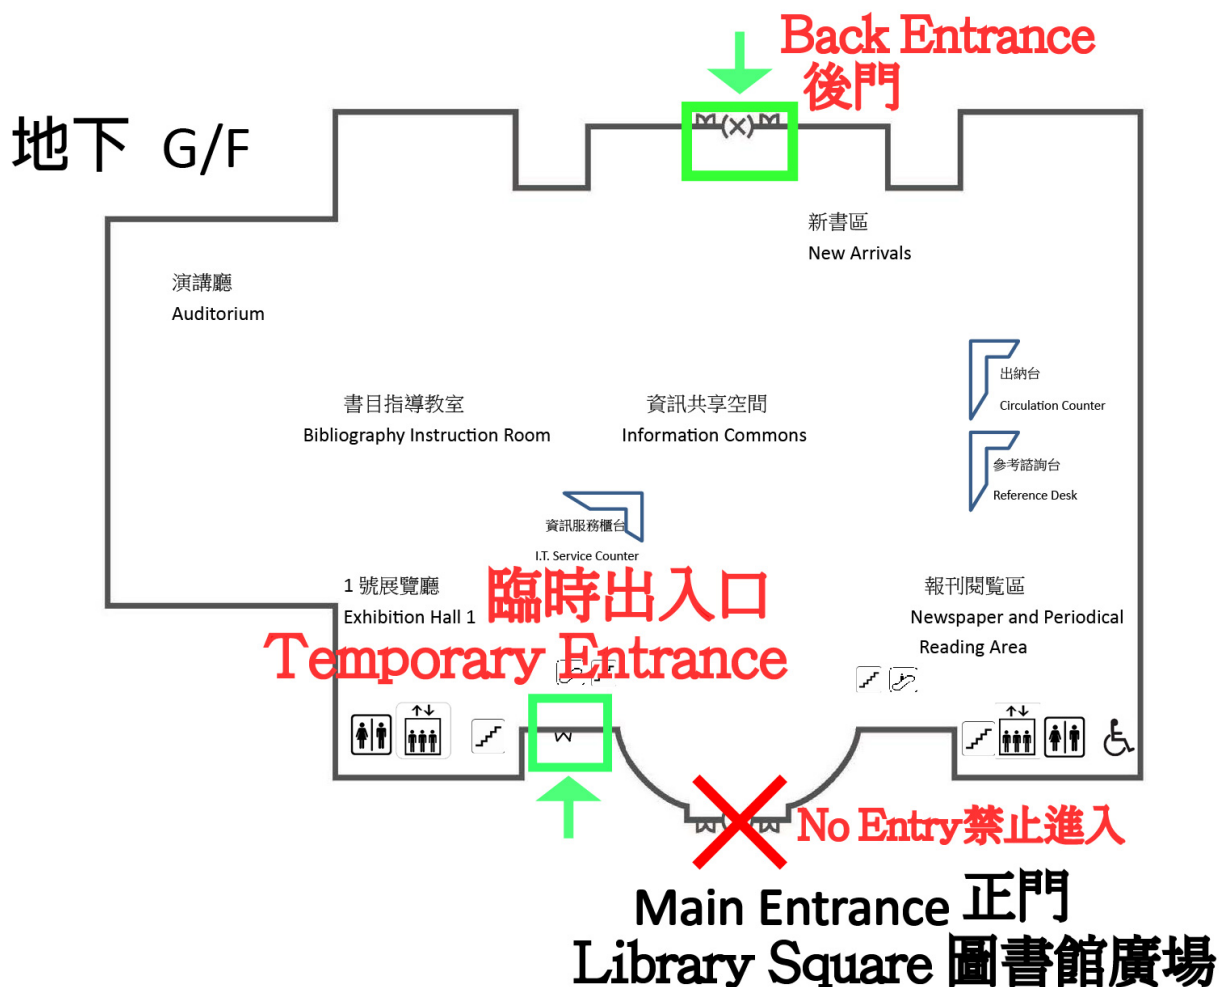 Back Entrance
後門
地下 G/F
新書區
New Arrivals
演講廳
Auditorium
出納台
Circulation Counter
書目指導教室
Bibliography Instruction Room
資訊共享空間
Information Commons
參考諮詢台
Reference Desk
資訊服務櫃台
I.T. Service Counter
1 號展覽廳
Exhibition Hall 1
臨時出入口
Temporary Entrance
報刊閱覧區
Newspaper and Periodical
Reading Area
No Entry禁止進入
Main Entrance 正門
Library Square 圖書館廣場